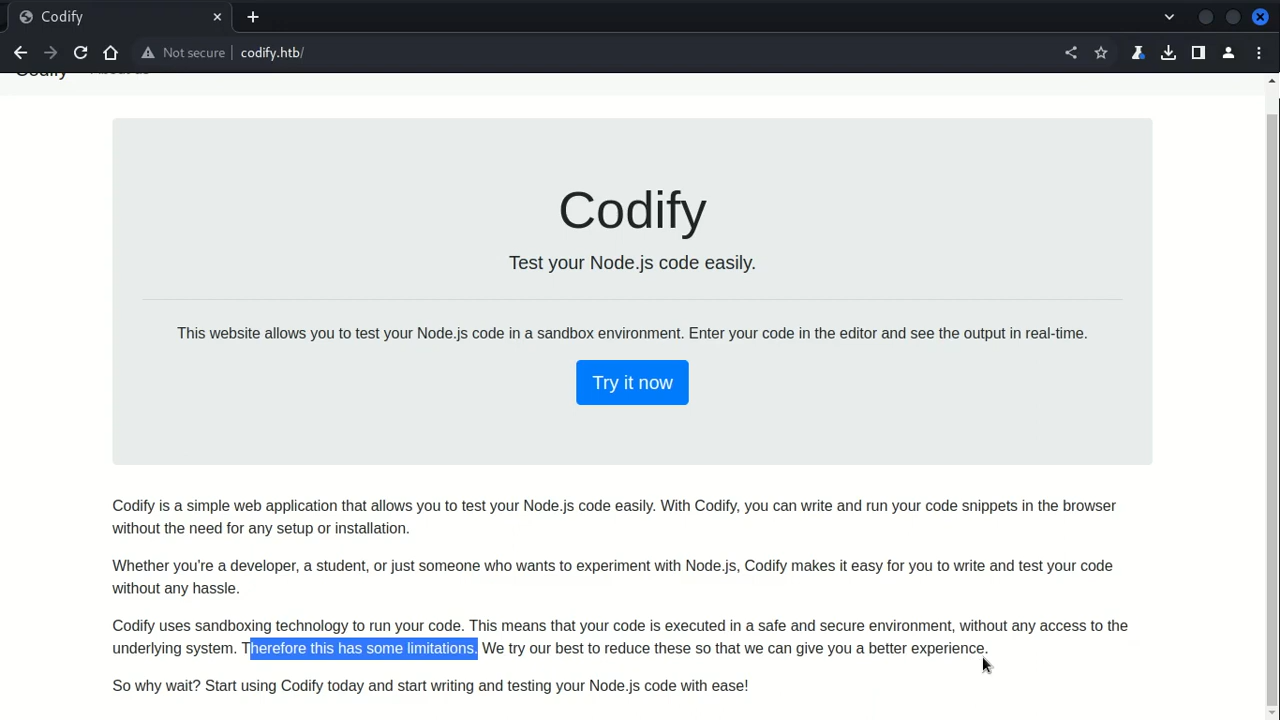 Codify
Not secure
codify.htb/
Codify About us
Codify
Test your Node.js code easily.
This website allows you to test your Node.js code in a sandbox environment. Enter your code in the editor and see the output in real-time.
Try it now
Codify is a simple web application that allows you to test your Node.js code easily. With Codify, you can write and run your code snippets in the browser
without the need for any setup or installation.
Whether you're a developer, a student, or just someone who wants to experiment with Node.js, Codify makes it easy for you to write and test your code
without any hassle.
Codify uses sandboxing technology to run your code. This means that your code is executed in a safe and secure environment, without any access to the
underlying system. Therefore this has some limitations. We try our best to reduce these so that we can give you a better experience.
So why wait? Start using Codify today and start writing and testing your Node.js code with ease!